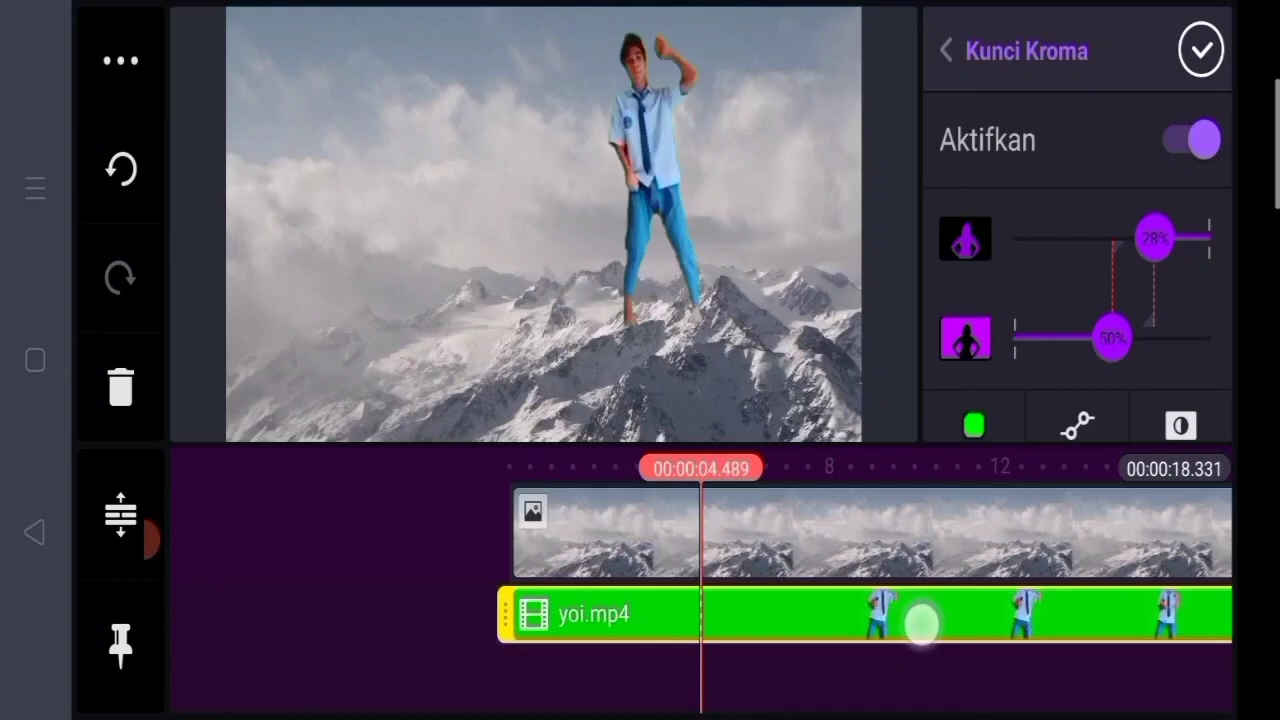 Kunci Kroma
Aktifkan
28%
50%
00:00:04.489
8
12
00:00:18.331
yoi.mp4